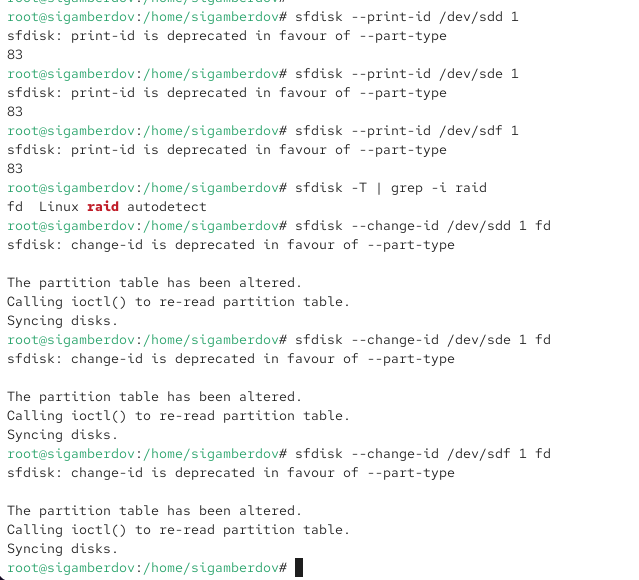 root@sigamberdov:/home/sigamberdov# sfdisk --print-id /dev/sdd 1
sfdisk: print-id is deprecated in favour of --part-type
83
root@sigamberdov:/home/sigamberdov# sfdisk --print-id /dev/sde 1
sfdisk: print-id is deprecated in favour of --part-type
83
root@sigamberdov:/home/sigamberdov# sfdisk --print-id /dev/sdf 1
sfdisk: print-id is deprecated in favour of --part-type
83
root@sigamberdov:/home/sigamberdov# sfdisk -T | grep -i raid
fd  Linux raid autodetect
root@sigamberdov:/home/sigamberdov# sfdisk --change-id /dev/sdd 1 fd
sfdisk: change-id is deprecated in favour of --part-type

The partition table has been altered.
Calling ioctl() to re-read partition table.
Syncing disks.
root@sigamberdov:/home/sigamberdov# sfdisk --change-id /dev/sde 1 fd
sfdisk: change-id is deprecated in favour of --part-type

The partition table has been altered.
Calling ioctl() to re-read partition table.
Syncing disks.
root@sigamberdov:/home/sigamberdov# sfdisk --change-id /dev/sdf 1 fd
sfdisk: change-id is deprecated in favour of --part-type

The partition table has been altered.
Calling ioctl() to re-read partition table.
Syncing disks.
root@sigamberdov:/home/sigamberdov#